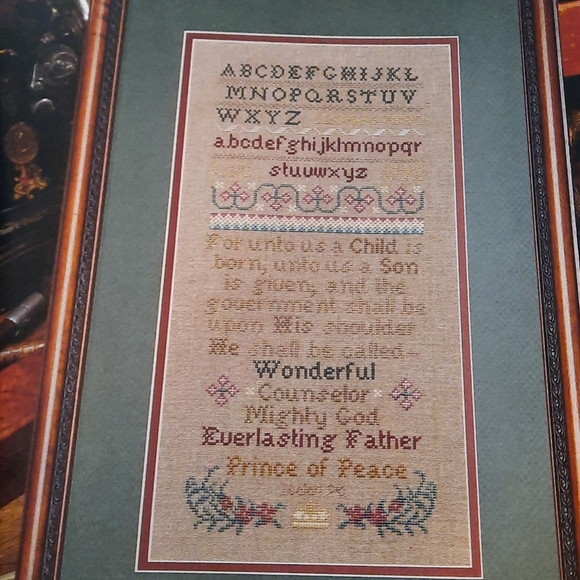 ABCDEFGHIJKL
MNOPQRSTUV
WXYZ
abcdefghijklmnopqr
stuvwxyz
For unto us a Child is
born, unto us a Son
is given, and the
government shall be
upon His shoulder
He shall be called-
Wonderful
Counselor
Mighty God
Everlasting Father
Prince of Peace